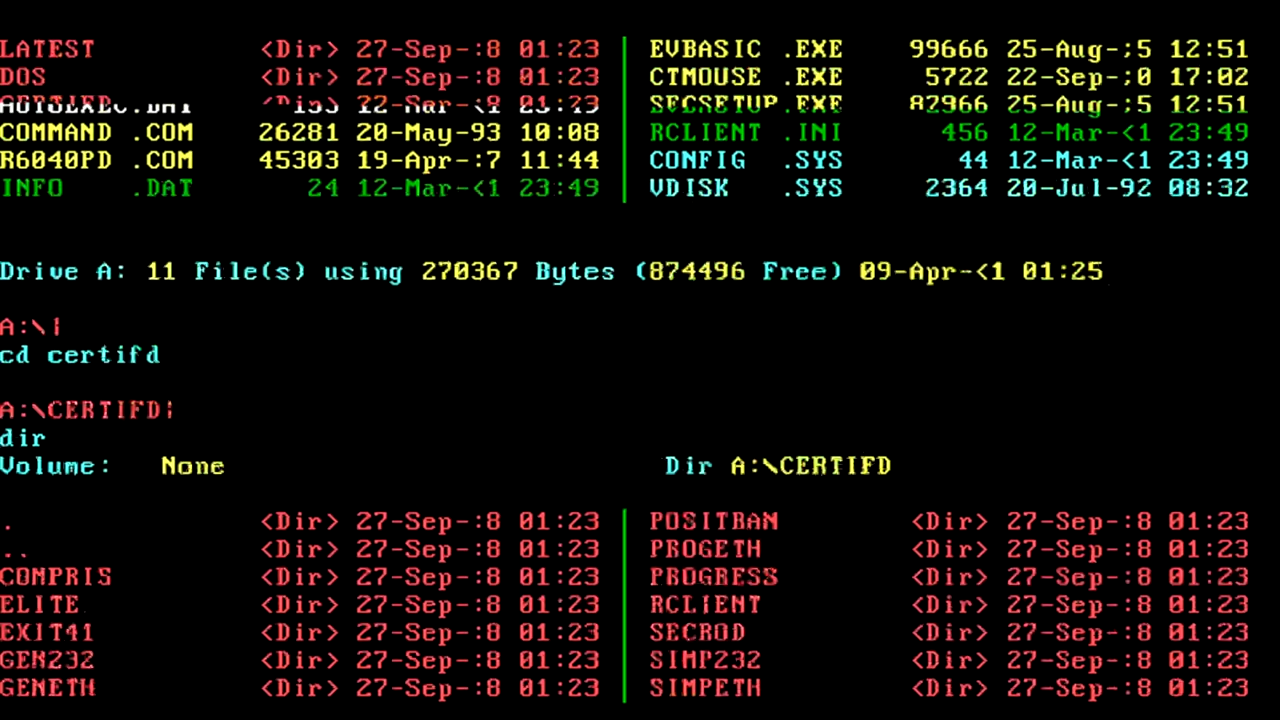 LATEST <Dir> 27-Sep-:8 01:23 EVBASIC .EXE 99666 25-Aug-;5 12:51
DOS <Dir> 27-Sep-:8 01:23 CTMOUSE .EXE 5722 22-Sep-;0 17:02
SECSETUP .EXE 82966 25-Aug-;5 12:51
COMMAND .COM 26281 20-May-93 10:08 RCLIENT .INI 456 12-Mar-<1 23:49
R6040PD .COM 45303 19-Apr-:7 11:44 CONFIG .SYS 44 12-Mar-<1 23:49
INFO .DAT 24 12-Mar-<1 23:49 VDISK .SYS 2364 20-Jul-92 08:32
Drive A: 11 File(s) using 270367 Bytes (874496 Free) 09-Apr-<1 01:25
A:\|
cd certifd
A:\CERTIFD|
dir
Volume: None Dir A:\CERTIFD
. <Dir> 27-Sep-:8 01:23 POSITBAN <Dir> 27-Sep-:8 01:23
.. <Dir> 27-Sep-:8 01:23 PROGETH <Dir> 27-Sep-:8 01:23
COMPRIS <Dir> 27-Sep-:8 01:23 PROGRESS <Dir> 27-Sep-:8 01:23
ELITE <Dir> 27-Sep-:8 01:23 RCLIENT <Dir> 27-Sep-:8 01:23
EXIT41 <Dir> 27-Sep-:8 01:23 SECROD <Dir> 27-Sep-:8 01:23
GEN232 <Dir> 27-Sep-:8 01:23 SIMP232 <Dir> 27-Sep-:8 01:23
GENETH <Dir> 27-Sep-:8 01:23 SIMPETH <Dir> 27-Sep-:8 01:23